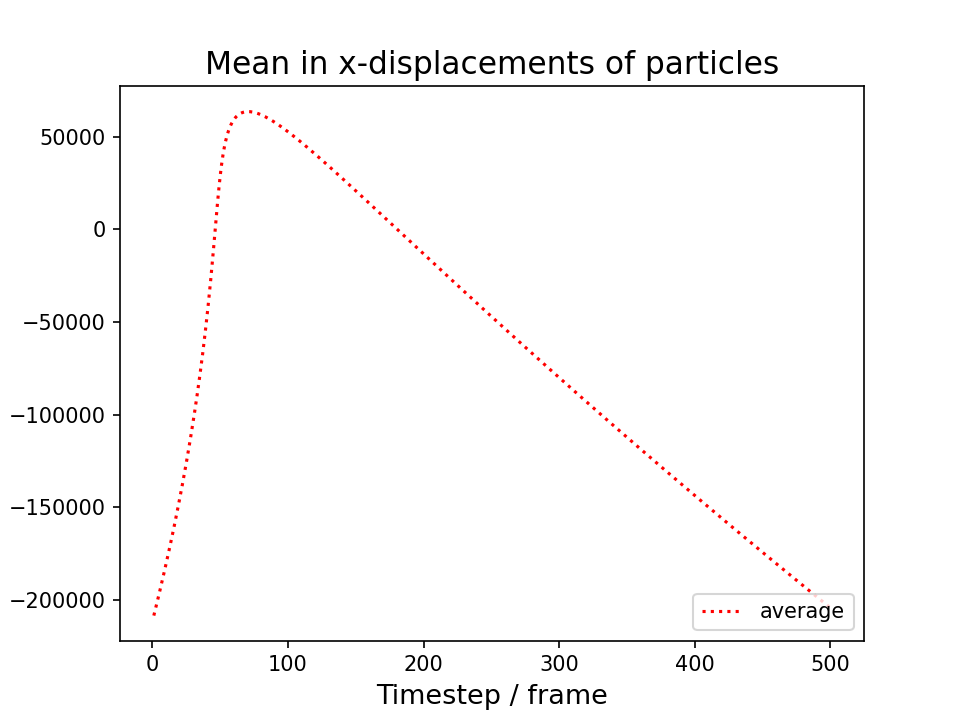 Mean in x-displacements of particles
50000
0
−50000
−100000
−150000
−200000
0 100 200 300 400 500
average
Timestep / frame